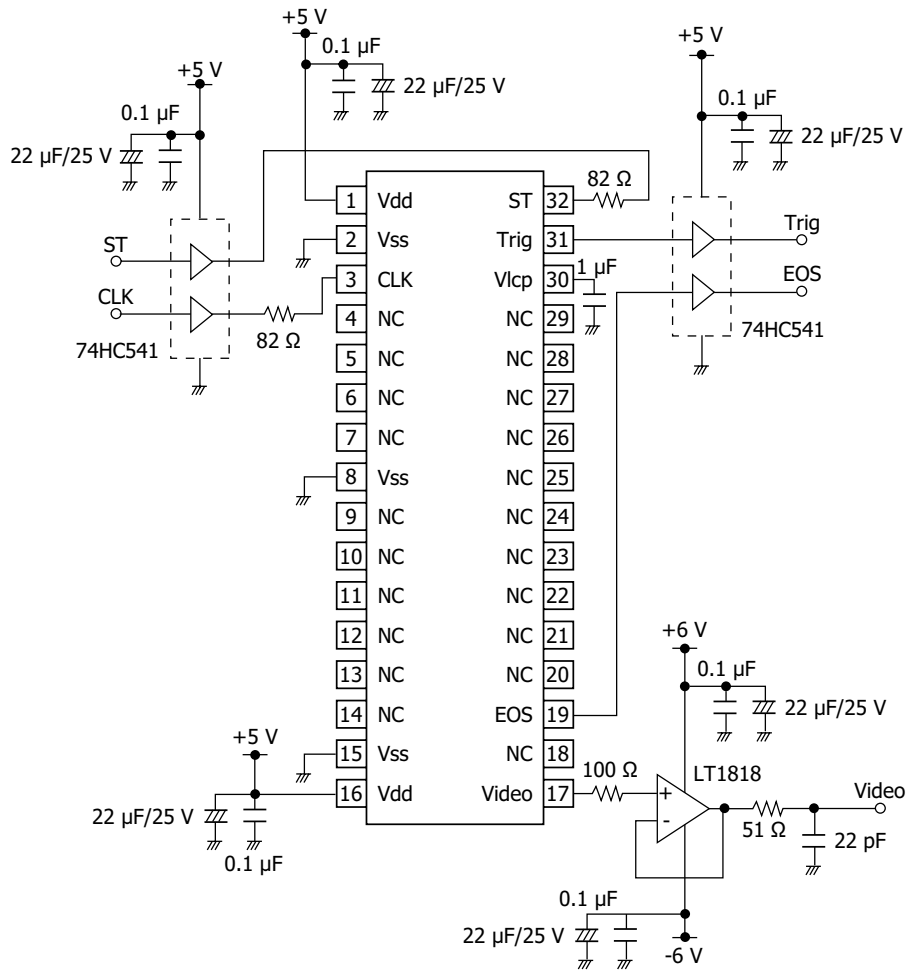 +5 V
0.1 µF
22 µF/25 V
+5 V
0.1 µF
22 µF/25 V
+5 V
0.1 µF
22 µF/25 V
ST
CLK
74HC541
82 Ω
82 Ω
1 µF
Trig
EOS
74HC541
1 Vdd
2 Vss
3 CLK
4 NC
5 NC
6 NC
7 NC
8 Vss
9 NC
10 NC
11 NC
12 NC
13 NC
14 NC
15 Vss
16 Vdd
ST 32
Trig 31
Vlcp 30
NC 29
NC 28
NC 27
NC 26
NC 25
NC 24
NC 23
NC 22
NC 21
NC 20
EOS 19
NC 18
Video 17
+5 V
22 µF/25 V
0.1 µF
+6 V
0.1 µF
22 µF/25 V
100 Ω
LT1818
+
-
51 Ω
Video
22 pF
0.1 µF
22 µF/25 V
-6 V